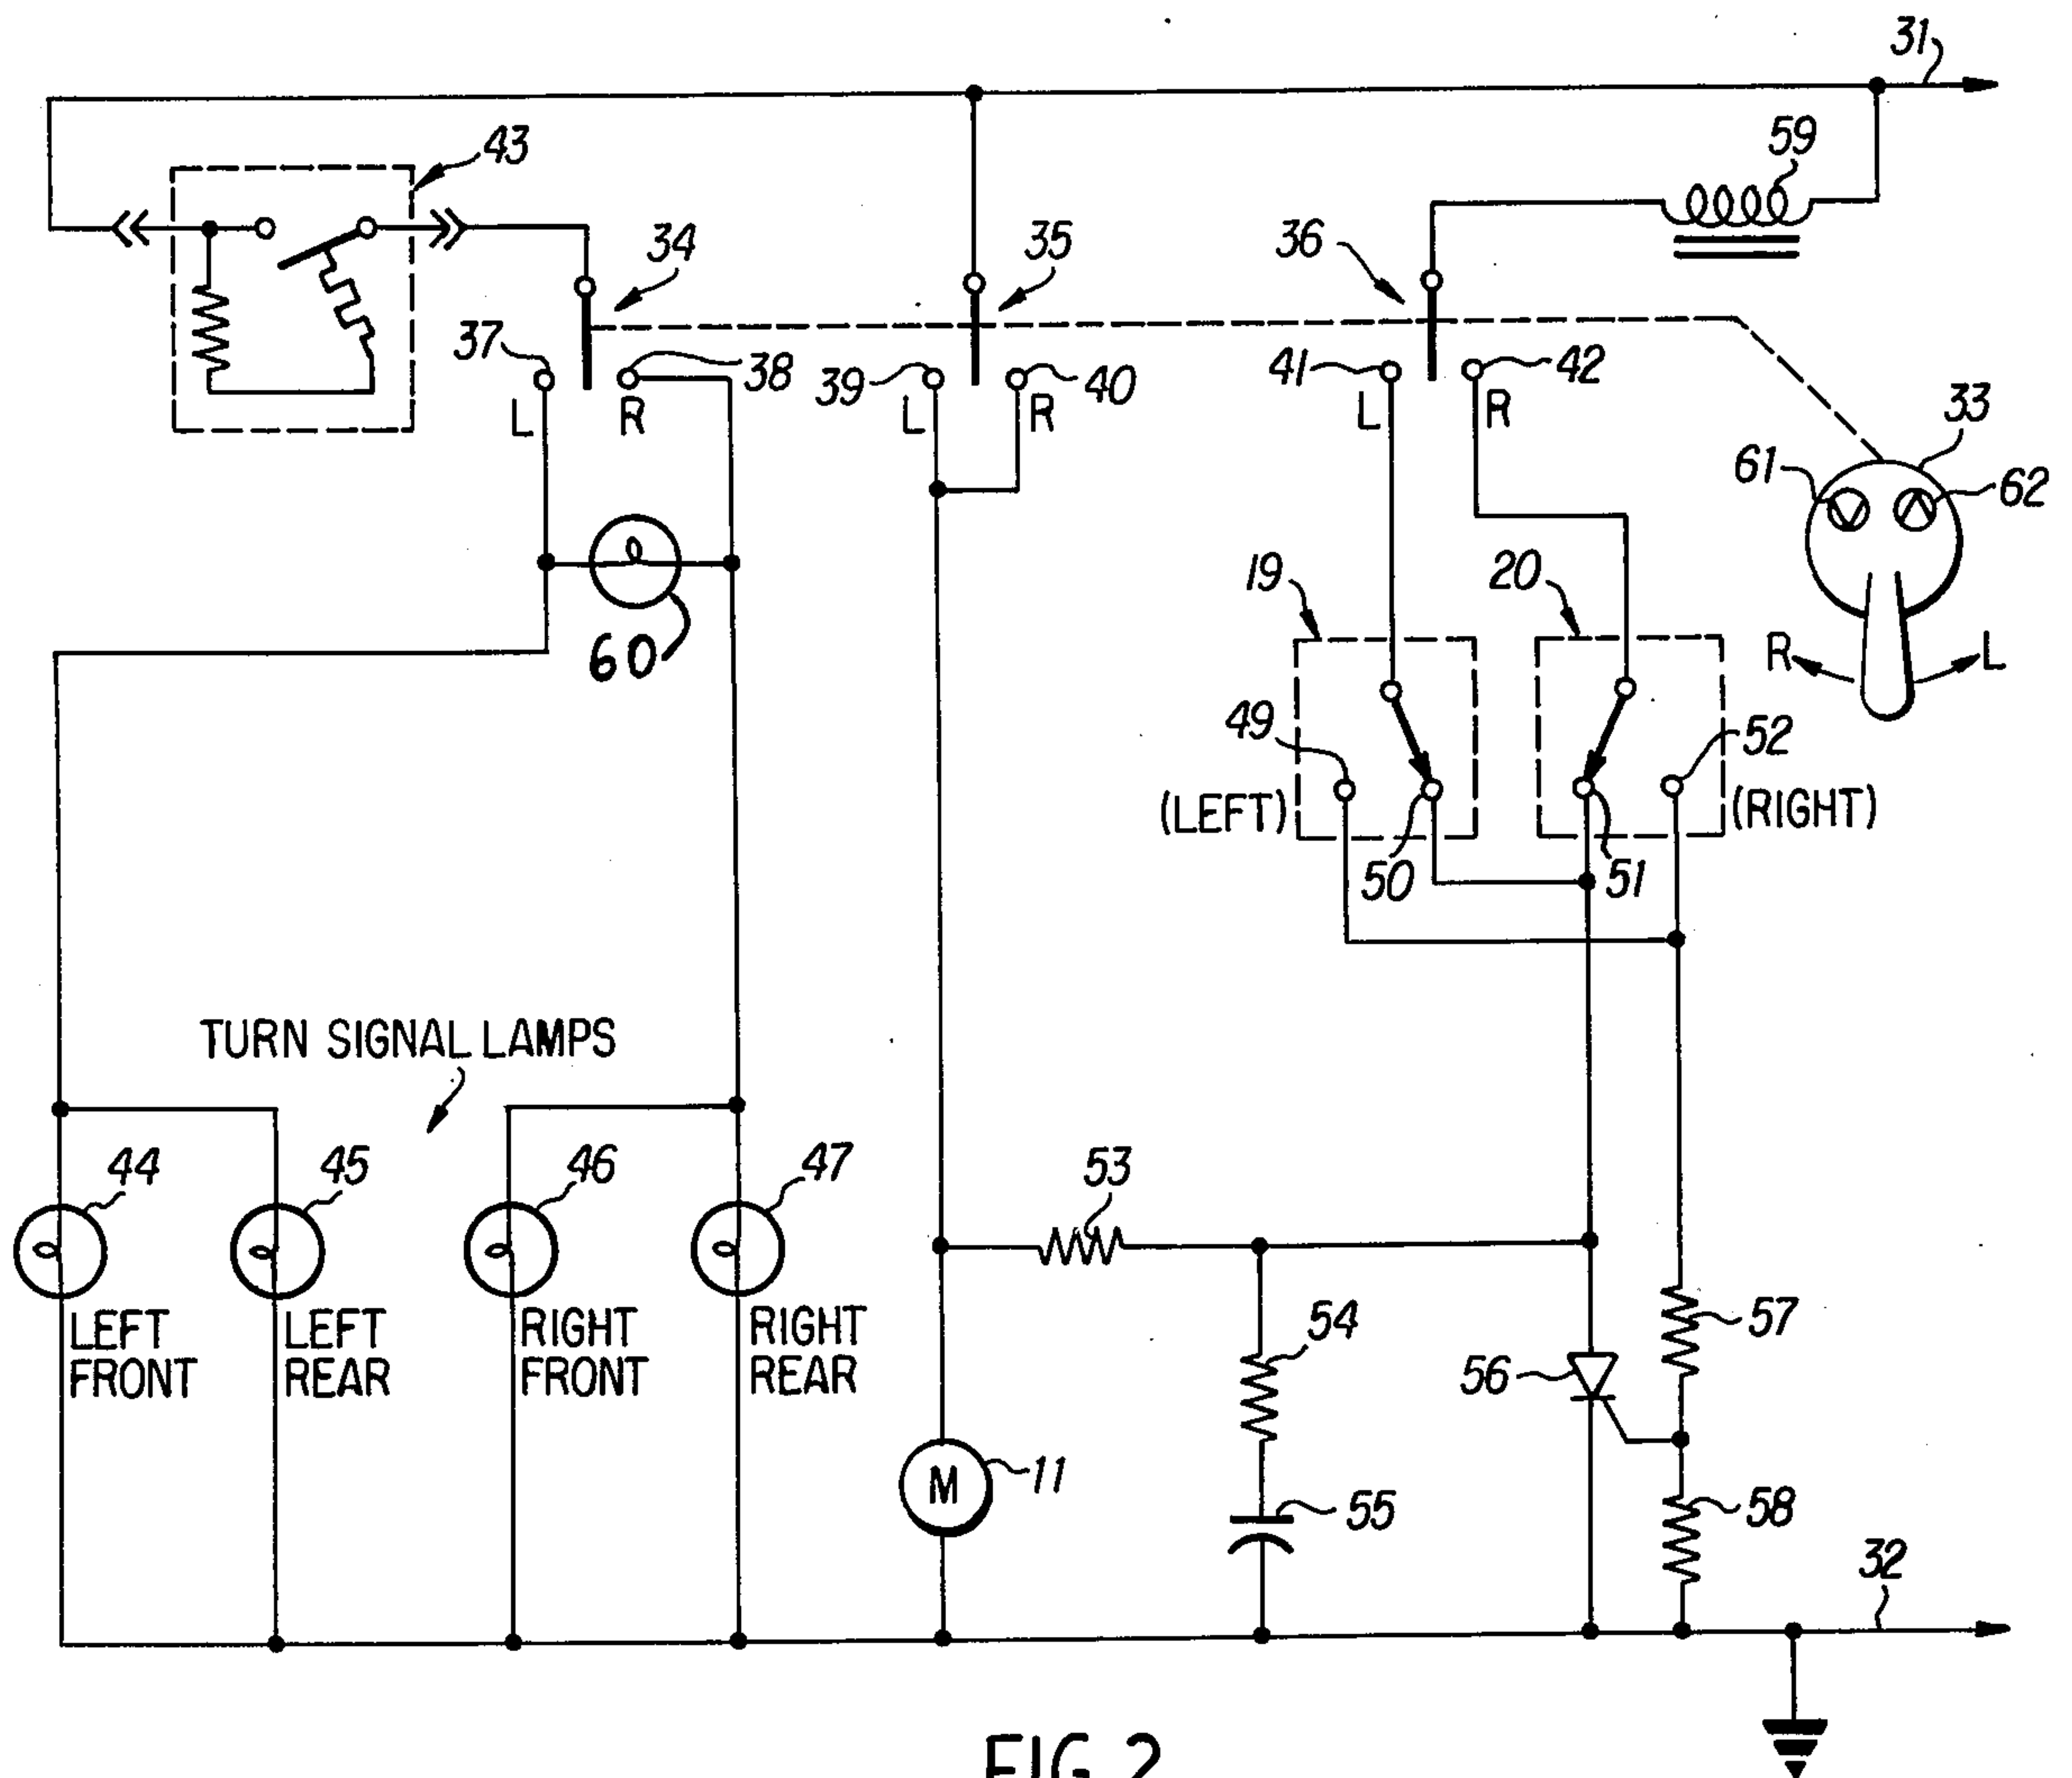 31
59
43
34
35
36
37
38
39
40
41
42
L
R
L
R
L
R
33
61
62
R
L
60
19
20
49
52
(LEFT)
(RIGHT)
50
51
TURN SIGNAL LAMPS
44
45
46
47
53
LEFT
FRONT
LEFT
REAR
RIGHT
FRONT
RIGHT
REAR
54
57
56
M
11
55
58
32
FIG. 2